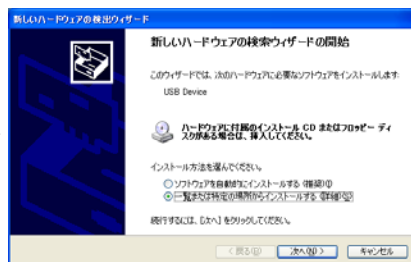 新しいハードウェアの検出ウィザード
新しいハードウェアの検索ウィザードの開始
このウィザードでは、次のハードウェアに必要なソフトウェアをインストールします:
USB Device
ハードウェアに付属のインストール CD またはフロッピー ディ
スクがある場合は、挿入してください。
インストール方法を選んでください。
ソフトウェアを自動的にインストールする (推奨)(I)
一覧または特定の場所からインストールする (詳細)(S)
続行するには、[次へ] をクリックしてください。
< 戻る(B)
次へ(N) >
キャンセル